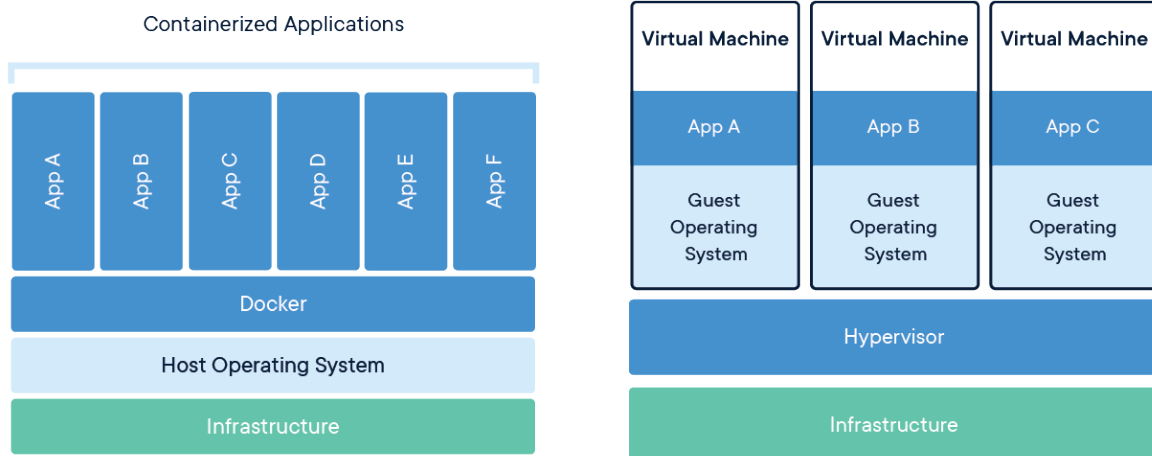 Containerized Applications
App A
App B
App C
App D
App E
App F
Docker
Host Operating System
Infrastructure
Virtual Machine
Virtual Machine
Virtual Machine
App A
App B
App C
Guest
Operating
System
Guest
Operating
System
Guest
Operating
System
Hypervisor
Infrastructure